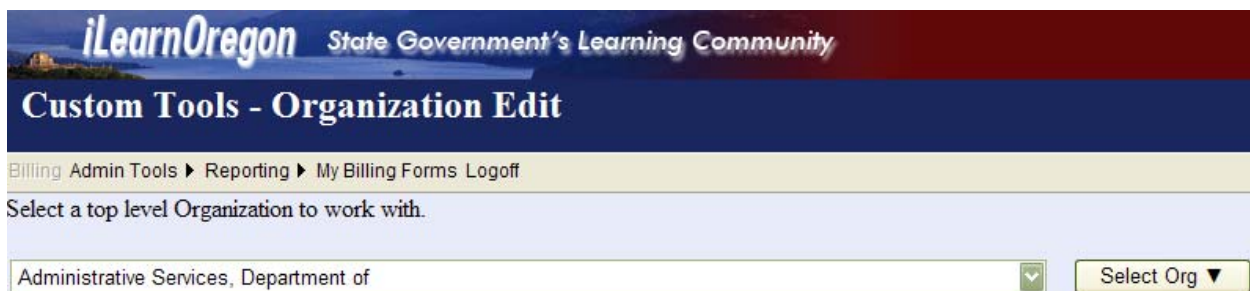 iLearnOregon State Government's Learning Community
Custom Tools - Organization Edit
Billing Admin Tools ▶ Reporting ▶ My Billing Forms Logoff
Select a top level Organization to work with.
Administrative Services, Department of Select Org ▼